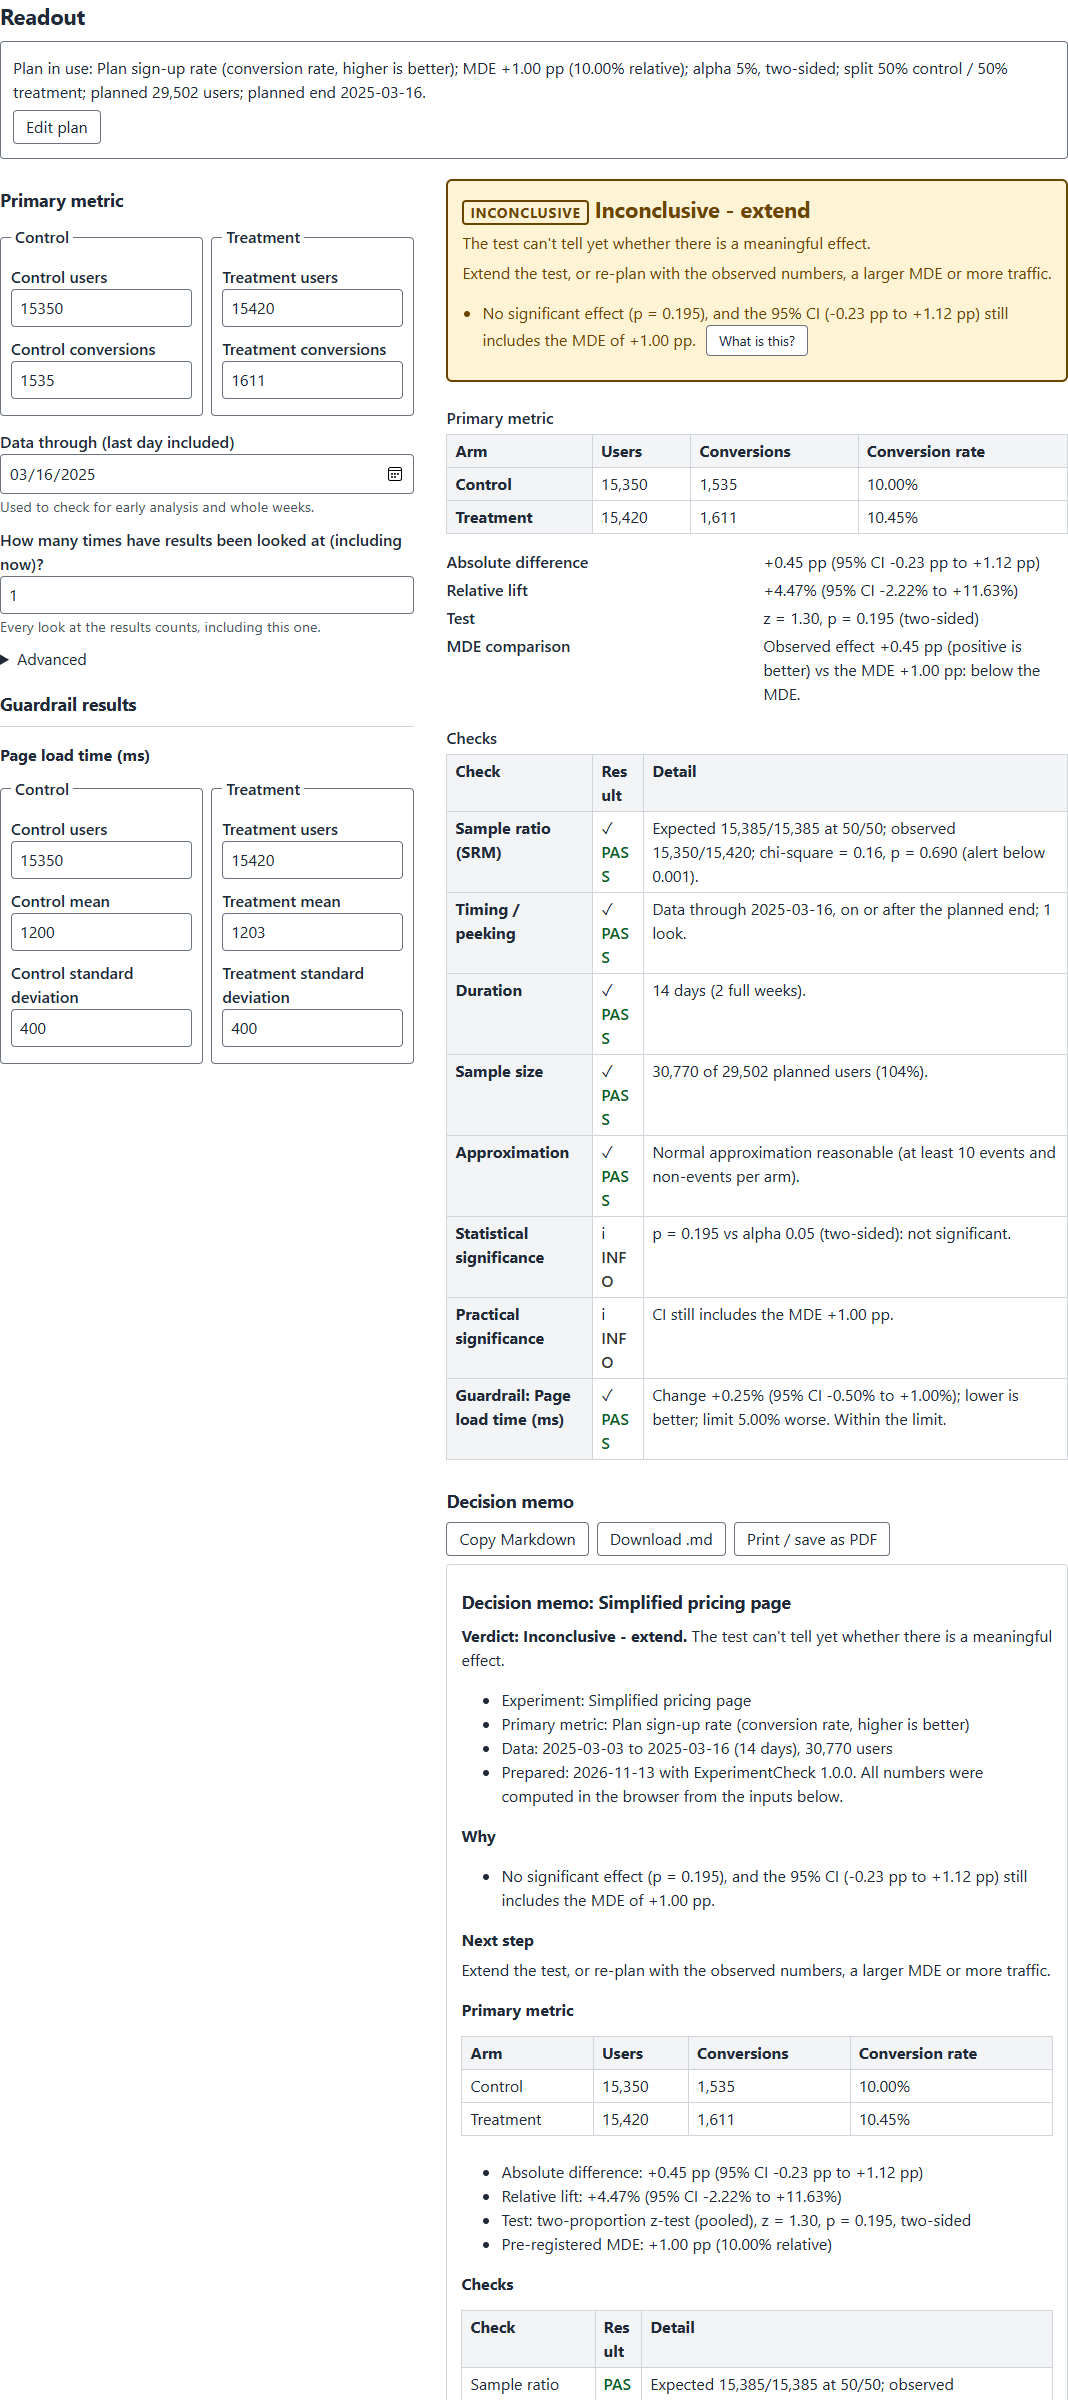 Readout
Plan in use: Plan sign-up rate (conversion rate, higher is better); MDE +1.00 pp (10.00% relative); alpha 5%, two-sided; split 50% control / 50%
treatment; planned 29,502 users; planned end 2025-03-16.
Edit plan
Primary metric
Control
Control users
15350
Control conversions
1535
Treatment
Treatment users
15420
Treatment conversions
1611
Data through (last day included)
03/16/2025
Used to check for early analysis and whole weeks.
How many times have results been looked at (including
now)?
1
Every look at the results counts, including this one.
Advanced
Guardrail results
Page load time (ms)
Control
Control users
15350
Control mean
1200
Control standard
deviation
400
Treatment
Treatment users
15420
Treatment mean
1203
Treatment standard
deviation
400
INCONCLUSIVE Inconclusive - extend
The test can't tell yet whether there is a meaningful effect.
Extend the test, or re-plan with the observed numbers, a larger MDE or more traffic.
• No significant effect (p = 0.195), and the 95% CI (-0.23 pp to +1.12 pp) still
includes the MDE of +1.00 pp. What is this?
Primary metric
Arm Users Conversions Conversion rate
Control 15,350 1,535 10.00%
Treatment 15,420 1,611 10.45%
Absolute difference +0.45 pp (95% CI -0.23 pp to +1.12 pp)
Relative lift +4.47% (95% CI -2.22% to +11.63%)
Test z = 1.30, p = 0.195 (two-sided)
MDE comparison Observed effect +0.45 pp (positive is
better) vs the MDE +1.00 pp: below the
MDE.
Checks
Check Res Detail
ult
Sample ratio ✓ Expected 15,385/15,385 at 50/50; observed
(SRM) PAS 15,350/15,420; chi-square = 0.16, p = 0.690 (alert below
S 0.001).
Timing / ✓ Data through 2025-03-16, on or after the planned end; 1
peeking PAS look.
S
Duration ✓ 14 days (2 full weeks).
PAS
S
Sample size ✓ 30,770 of 29,502 planned users (104%).
PAS
S
Approximation ✓ Normal approximation reasonable (at least 10 events and
PAS non-events per arm).
S
Statistical i p = 0.195 vs alpha 0.05 (two-sided): not significant.
significance INF
O
Practical i CI still includes the MDE +1.00 pp.
significance INF
O
Guardrail: Page ✓ Change +0.25% (95% CI -0.50% to +1.00%); lower is
load time (ms) PAS better; limit 5.00% worse. Within the limit.
S
Decision memo
Copy Markdown Download .md Print / save as PDF
Decision memo: Simplified pricing page
Verdict: Inconclusive - extend. The test can't tell yet whether there is a meaningful
effect.
• Experiment: Simplified pricing page
• Primary metric: Plan sign-up rate (conversion rate, higher is better)
• Data: 2025-03-03 to 2025-03-16 (14 days), 30,770 users
• Prepared: 2026-11-13 with ExperimentCheck 1.0.0. All numbers were
computed in the browser from the inputs below.
Why
• No significant effect (p = 0.195), and the 95% CI (-0.23 pp to +1.12 pp) still
includes the MDE of +1.00 pp.
Next step
Extend the test, or re-plan with the observed numbers, a larger MDE or more traffic.
Primary metric
Arm Users Conversions Conversion rate
Control 15,350 1,535 10.00%
Treatment 15,420 1,611 10.45%
• Absolute difference: +0.45 pp (95% CI -0.23 pp to +1.12 pp)
• Relative lift: +4.47% (95% CI -2.22% to +11.63%)
• Test: two-proportion z-test (pooled), z = 1.30, p = 0.195, two-sided
• Pre-registered MDE: +1.00 pp (10.00% relative)
Checks
Check Res Detail
ult
Sample ratio PAS Expected 15,385/15,385 at 50/50; observed